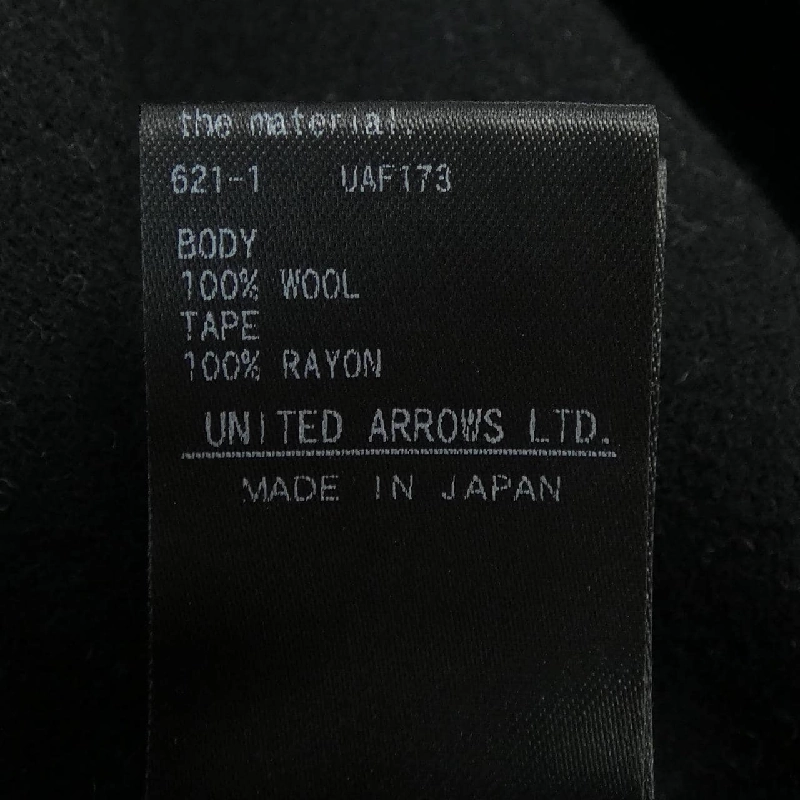 the material.
621-1 UAF173
BODY
100% WOOL
TAPE
100% RAYON
UNITED ARROWS LTD.
MADE IN JAPAN